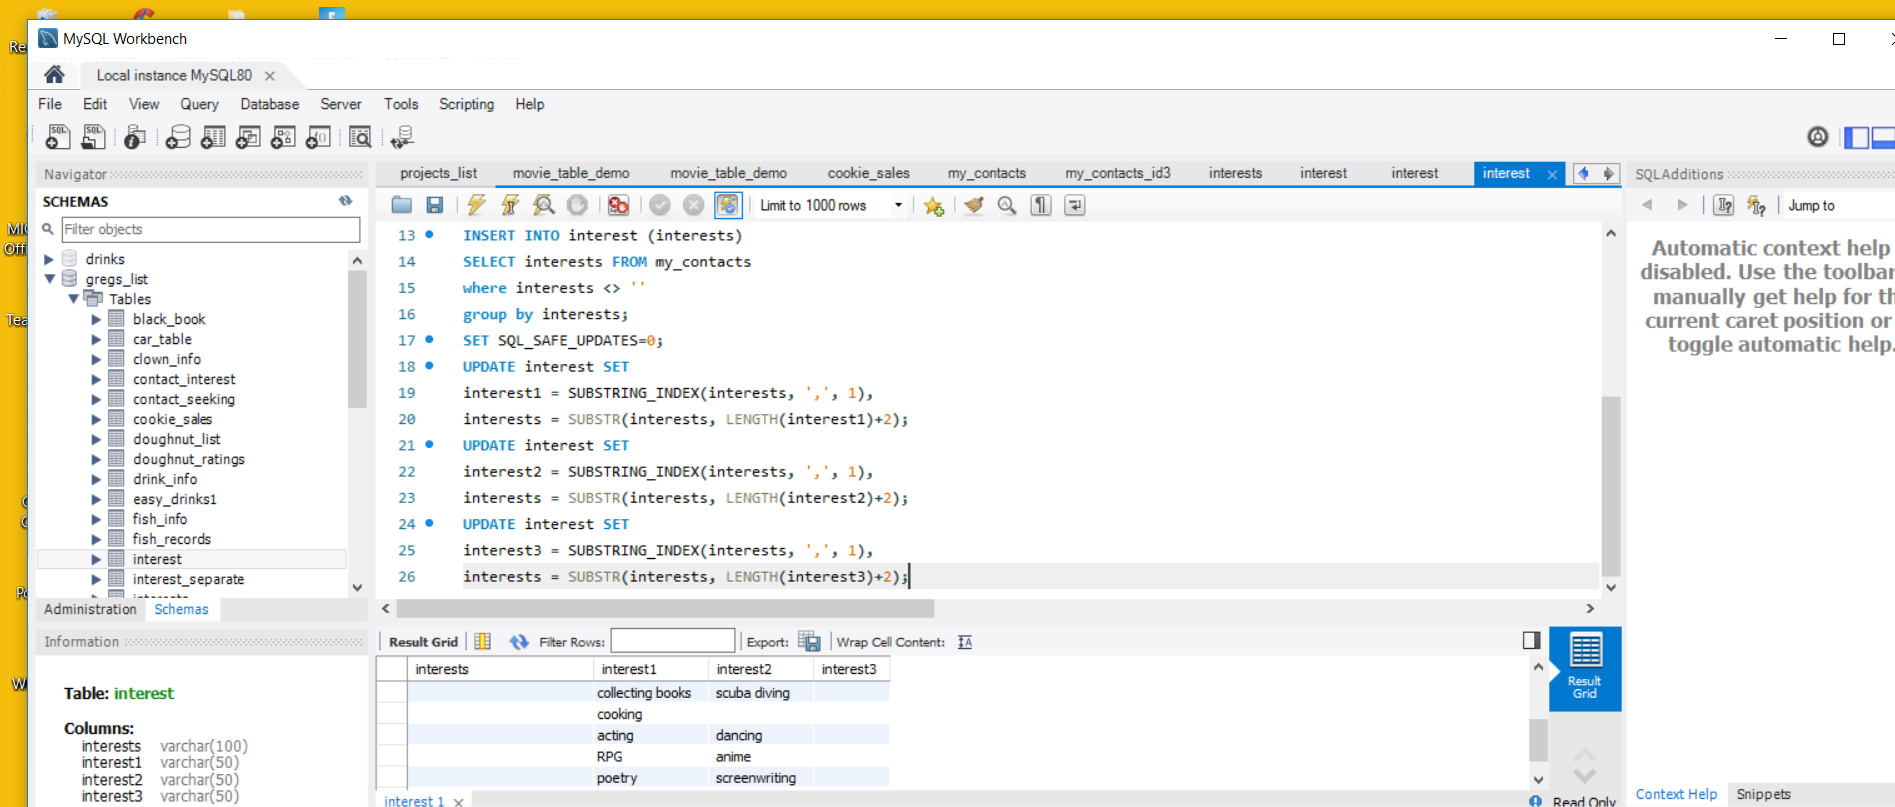 Re
MySQL Workbench
Local instance MySQL80
File Edit View Query Database Server Tools Scripting Help
Navigator
projects_list movie_table_demo movie_table_demo cookie_sales my_contacts my_contacts_id3 interests interest interest interest
SQLAdditions
SCHEMAS
Limit to 1000 rows
Jump to
Filter objects
drinks
gregs_list
Tables
black_book
car_table
clown_info
contact_interest
contact_seeking
cookie_sales
doughnut_list
doughnut_ratings
drink_info
easy_drinks1
fish_info
fish_records
interest
interest_separate
interests
13 INSERT INTO interest (interests)
14 SELECT interests FROM my_contacts
15 where interests <> ''
16 group by interests;
17 SET SQL_SAFE_UPDATES=0;
18 UPDATE interest SET
19 interest1 = SUBSTRING_INDEX(interests, ',', 1),
20 interests = SUBSTR(interests, LENGTH(interest1)+2);
21 UPDATE interest SET
22 interest2 = SUBSTRING_INDEX(interests, ',', 1),
23 interests = SUBSTR(interests, LENGTH(interest2)+2);
24 UPDATE interest SET
25 interest3 = SUBSTRING_INDEX(interests, ',', 1),
26 interests = SUBSTR(interests, LENGTH(interest3)+2);
Automatic context help
disabled. Use the toolbar
manually get help for th
current caret position or
toggle automatic help.
Administration Schemas
Information
Table: interest
Columns:
interests varchar(100)
interest1 varchar(50)
interest2 varchar(50)
interest3 varchar(50)
Result Grid Filter Rows: Export: Wrap Cell Content:
interests interest1 interest2 interest3
collecting books scuba diving
cooking
acting dancing
RPG anime
poetry screenwriting
Result
Grid
interest 1
Read Only
Context Help Snippets